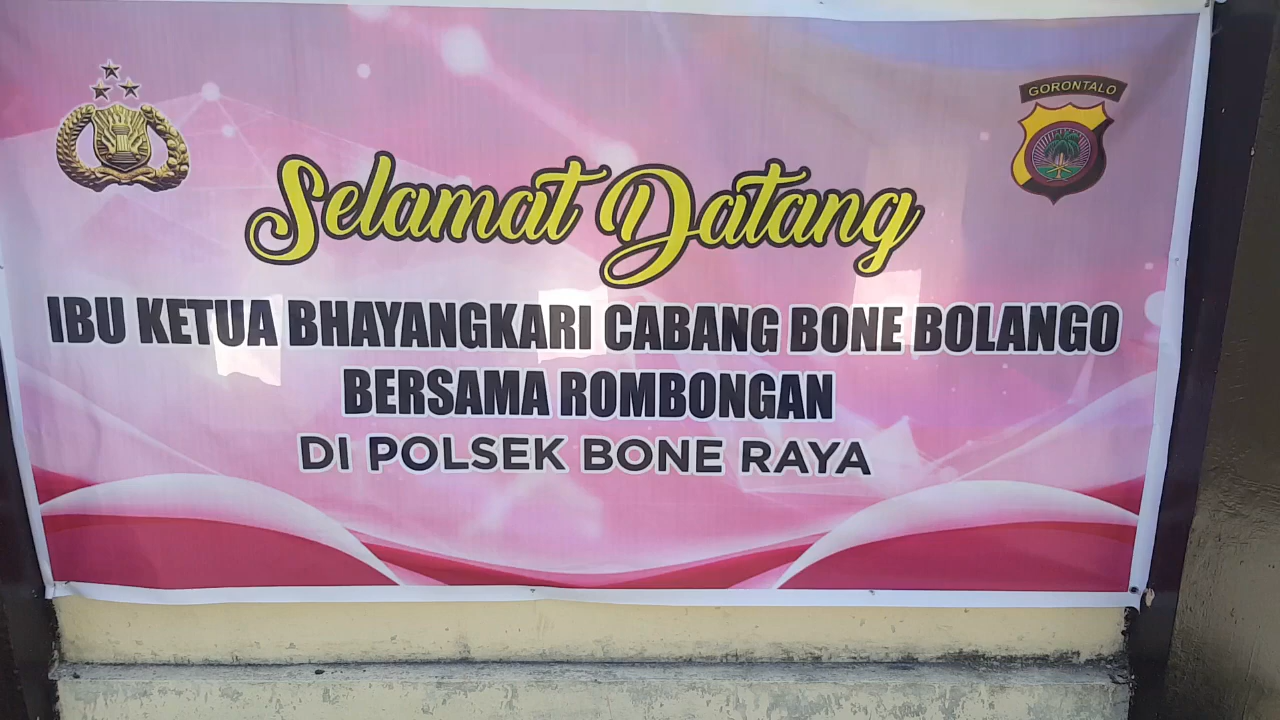 GORONTALO
Selamat Datang
IBU KETUA BHAYANGKARI CABANG BONE BOLANGO
BERSAMA ROMBONGAN
DI POLSEK BONE RAYA